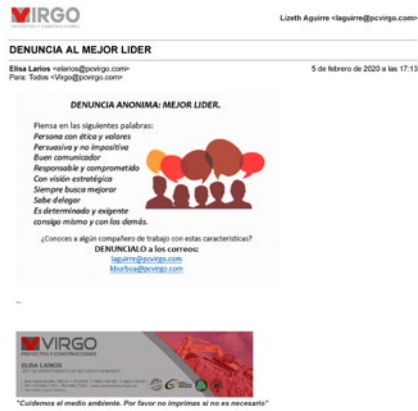 VIRGO
PROYECTOS Y CONSTRUCCIONES
Lizeth Aguirre <laguirre@pcvirgo.com>
DENUNCIA AL MEJOR LIDER
Elisa Larios <elarios@pcvirgo.com>
5 de febrero de 2020 a las 17:13
Para: Todos <Virgo@pcvirgo.com>
DENUNCIA ANONIMA: MEJOR LIDER.
Piensa en las siguientes palabras:
Persona con ética y valores
Persuasiva y no impositiva
Buen comunicador
Responsable y comprometido
Con visión estratégica
Siempre busca mejorar
Sabe delegar
Es determinado y exigente
consigo mismo y con los demás.
¿Conoces a algún compañero de trabajo con estas características?
DENUNCIALO a los correos:
laguirre@pcvirgo.com
kburboa@pcvirgo.com
--
VIRGO
PROYECTOS Y CONSTRUCCIONES
ELISA LARIOS
"Cuidemos el medio ambiente. Por favor no imprimas si no es necesario"